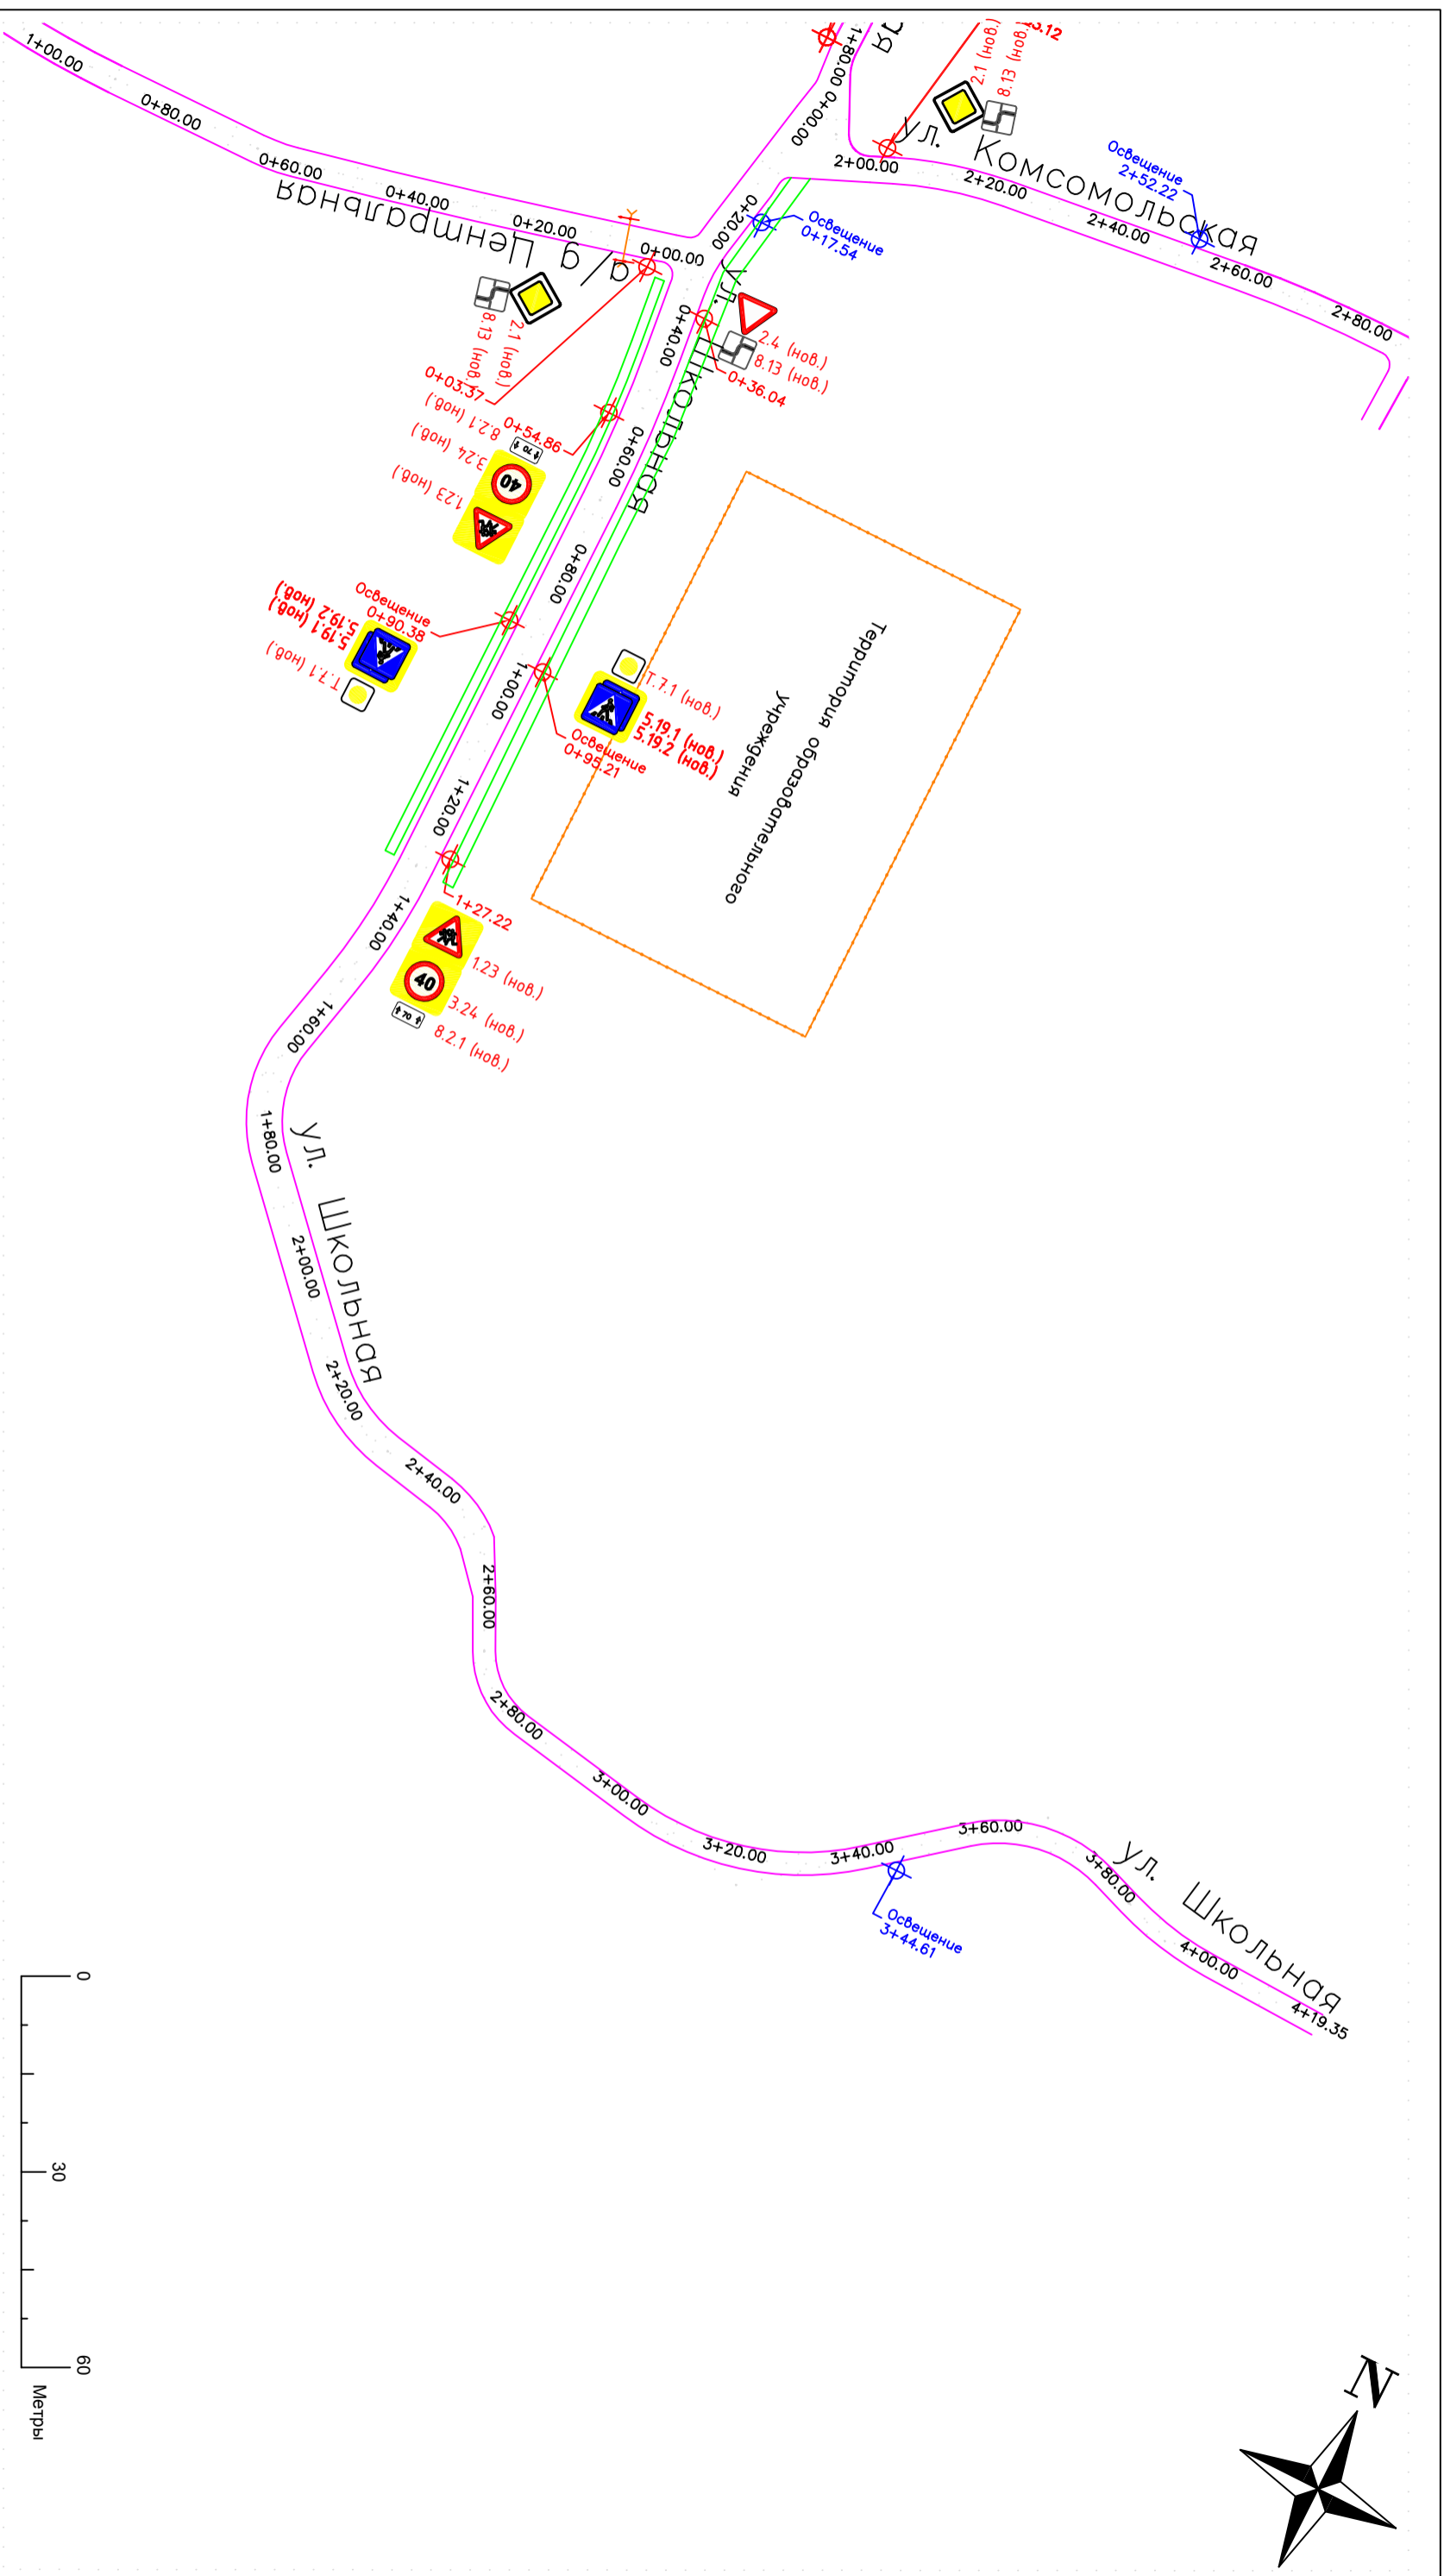 1+00.00
0+80.00
0+60.00
0+40.00
0+20.00
0+00.00
а/д Центральная
1+80.00
0+00.00
0+20.00
2.1 (нов.)
8.13 (нов.)
ул. Комсомольская
2+00.00
2+20.00
2+40.00
2+60.00
2+80.00
Освещение
2+52.22
Освещение
0+17.54
ул. Школьная
2.4 (нов.)
8.13 (нов.)
0+36.04
0+40.00
2.1 (нов.)
8.13 (нов.)
0+03.37
0+54.86
8.2.1 (нов.)
3.24 (нов.)
1.23 (нов.)
70
40
0+60.00
0+80.00
Освещение
0+90.38
5.19.1 (нов.)
5.19.2 (нов.)
Т.7.1 (нов.)
Т.7.1 (нов.)
5.19.1 (нов.)
5.19.2 (нов.)
Освещение
0+95.21
Территория образовательного
учреждения
1+00.00
1+20.00
1+27.22
1.23 (нов.)
3.24 (нов.)
8.2.1 (нов.)
40
70
1+40.00
1+60.00
1+80.00
ул. Школьная
2+00.00
2+20.00
2+40.00
2+60.00
2+80.00
3+00.00
3+20.00
3+40.00
3+60.00
3+80.00
4+00.00
4+19.35
ул. Школьная
Освещение
3+44.61
0
30
60
Метры
N